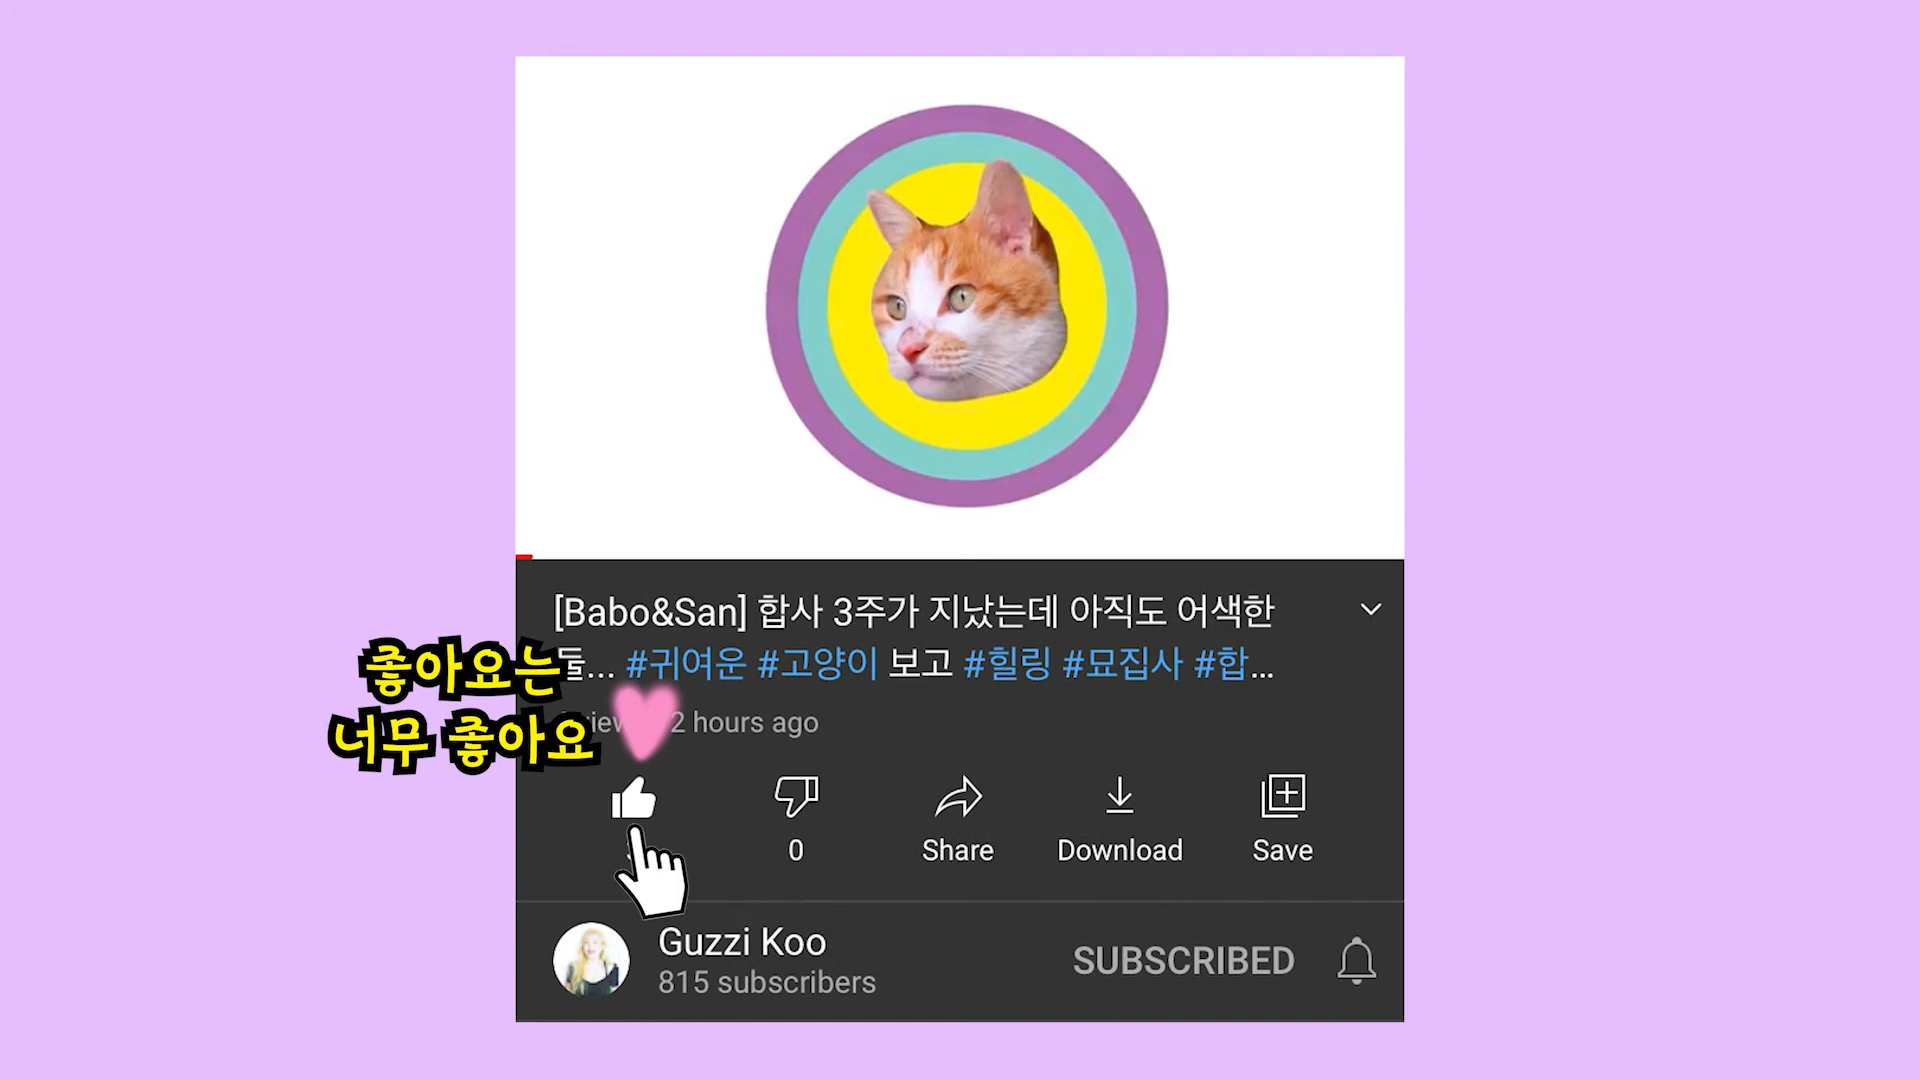 [Babo&San] 합사 3주가 지났는데 아직도 어색한
둘... #귀여운 #고양이 보고 #힐링 #묘집사 #합...
좋아요는
너무 좋아요
2 hours ago
0
Share
Download
Save
Guzzi Koo
815 subscribers
SUBSCRIBED